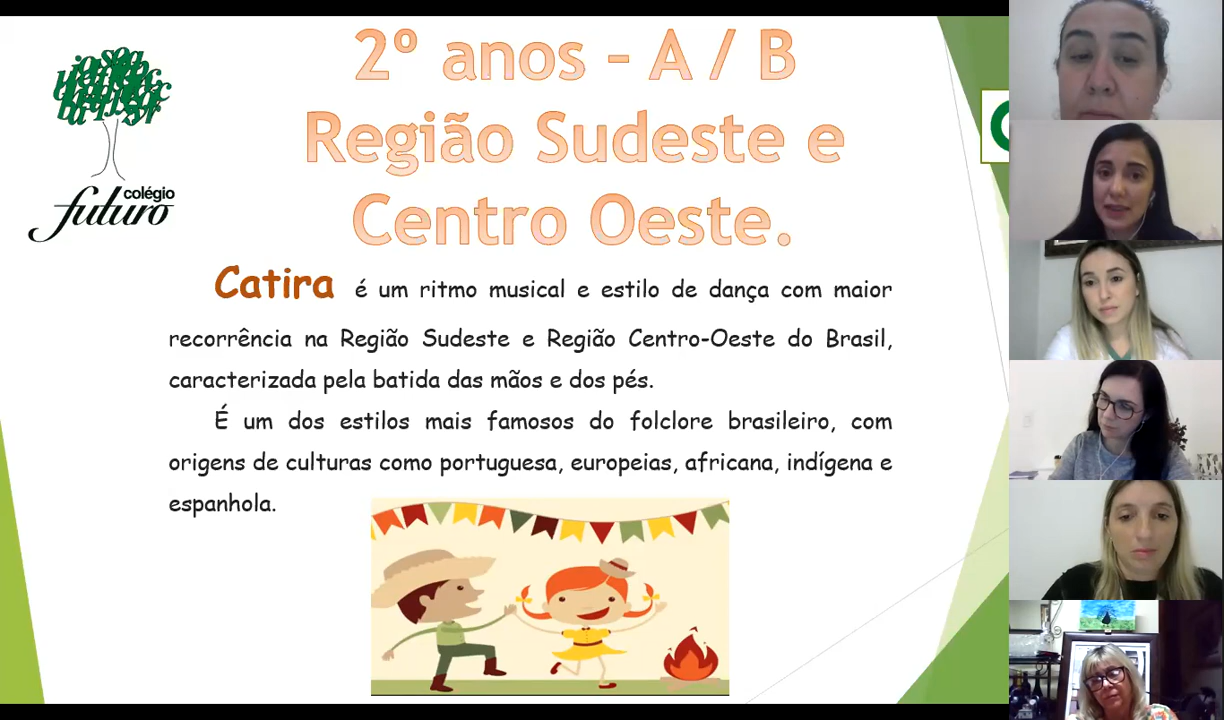 colégio
futuro
2º anos - A / B
Região Sudeste e
Centro Oeste.
Catira é um ritmo musical e estilo de dança com maior
recorrência na Região Sudeste e Região Centro-Oeste do Brasil,
caracterizada pela batida das mãos e dos pés.
É um dos estilos mais famosos do folclore brasileiro, com
origens de culturas como portuguesa, europeias, africana, indígena e
espanhola.